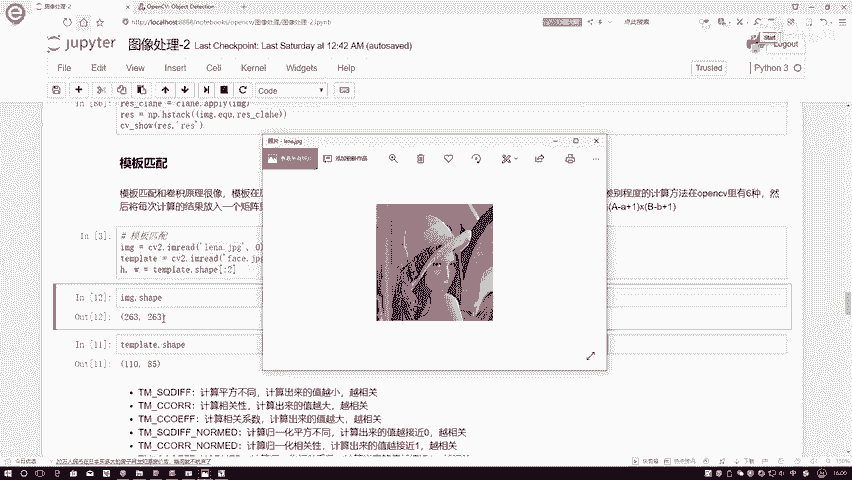 图像处理-2
OpenCV: Object Detection
http://localhost:8888/notebooks/opencv/图像处理/图像处理-2.ipynb
点此搜索
jupyter 图像处理-2 Last Checkpoint: Last Saturday at 12:42 AM (autosaved)
Logout
File Edit View Insert Cell Kernel Widgets Help
Trusted Python 3
Code
res_clahe = clahe.apply(img)
res = np.hstack((img,equ,res_clahe))
cv_show(res,'res')
照片 - lena.jpg
模板匹配
模板匹配和卷积原理很像，模板在原
差别程度的计算方法在opencv里有6种，然
后将每次计算的结果放入一个矩阵里
(A-a+1)x(B-b+1)
In [3]:
# 模板匹配
img = cv2.imread('lena.jpg', 0)
template = cv2.imread('face.jpg
h, w = template.shape[:2]
In [12]: img.shape
Out[12]: (263, 263)
In [11]: template.shape
Out[11]: (110, 85)
TM_SQDIFF：计算平方不同，计算出来的值越小，越相关
TM_CCORR：计算相关性，计算出来的值越大，越相关
TM_CCOEFF：计算相关系数，计算出来的值越大，越相关
TM_SQDIFF_NORMED：计算归一化平方不同，计算出来的值越接近0，越相关
TM_CCORR_NORMED：计算归一化相关性，计算出来的值越接近1，越相关
16:00